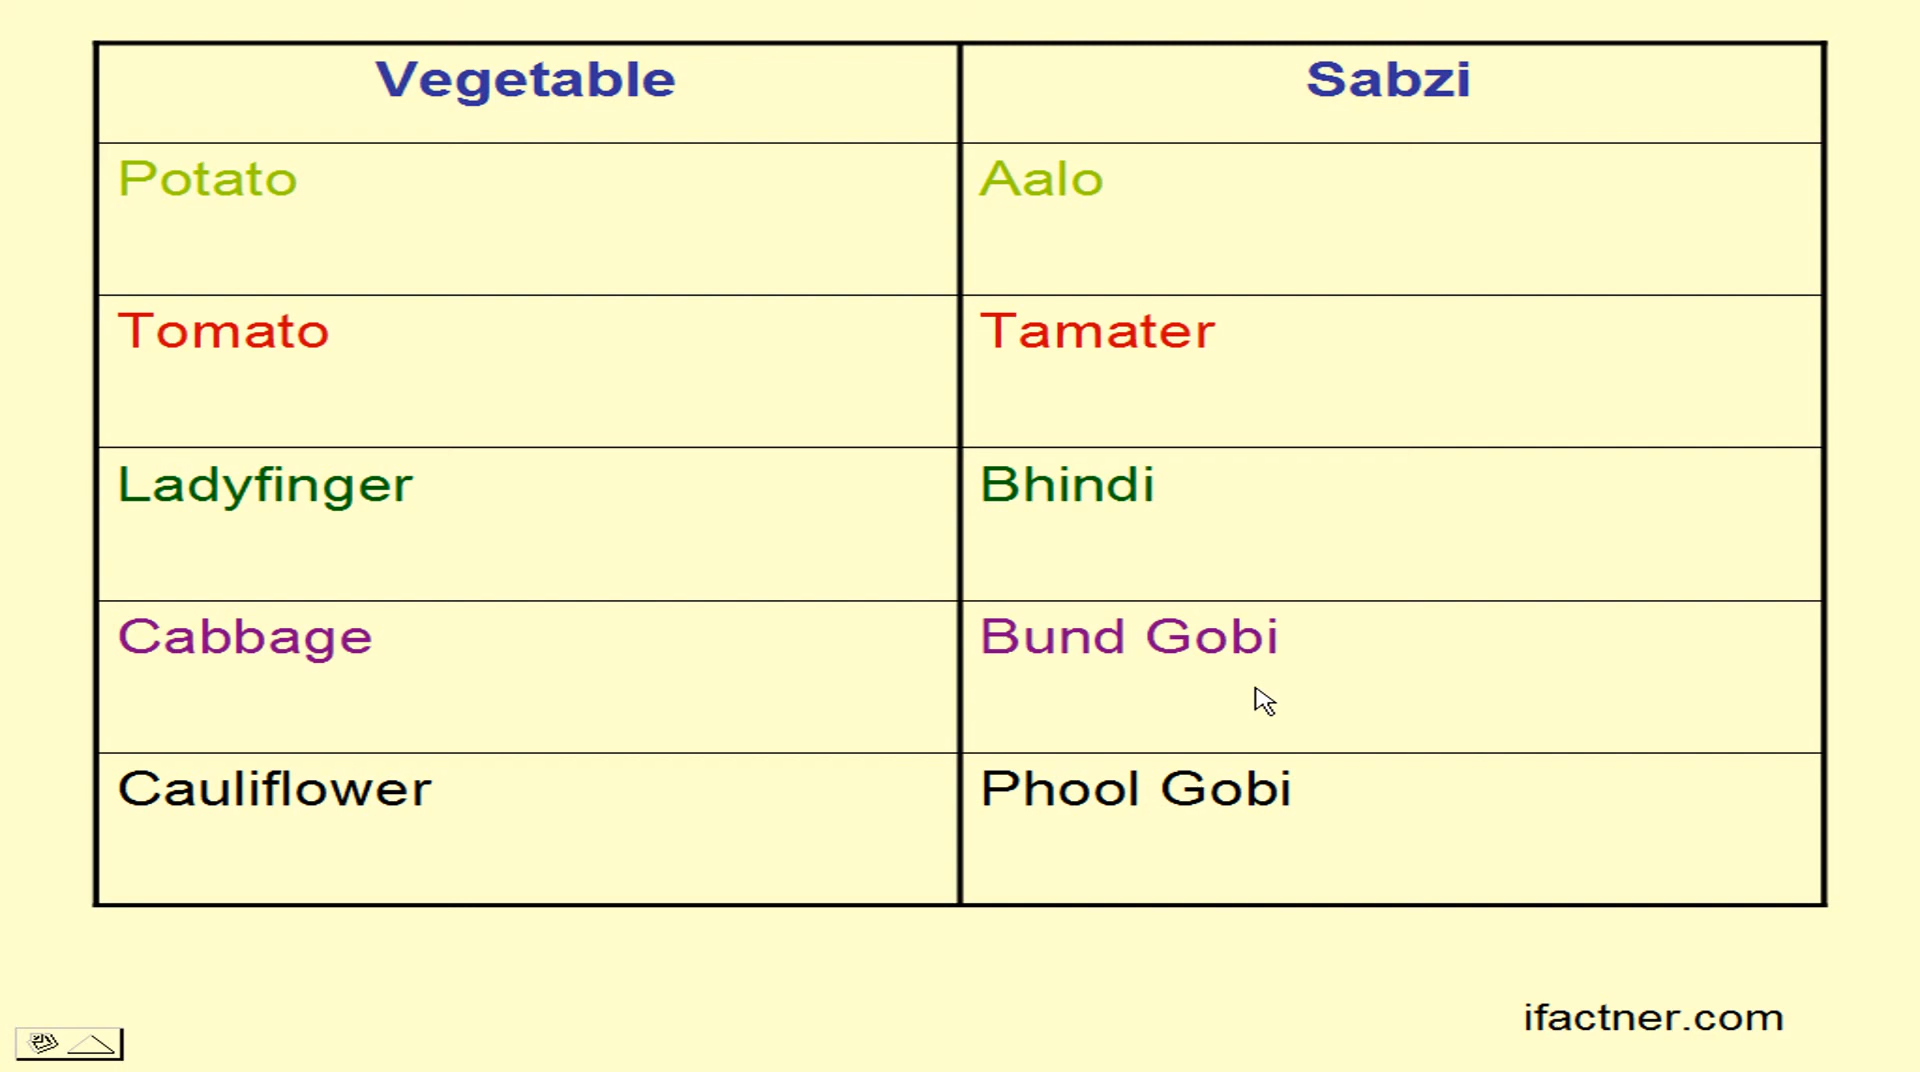 Vegetable Sabzi
Potato Aalo
Tomato Tamater
Ladyfinger Bhindi
Cabbage Bund Gobi
Cauliflower Phool Gobi
ifactner.com